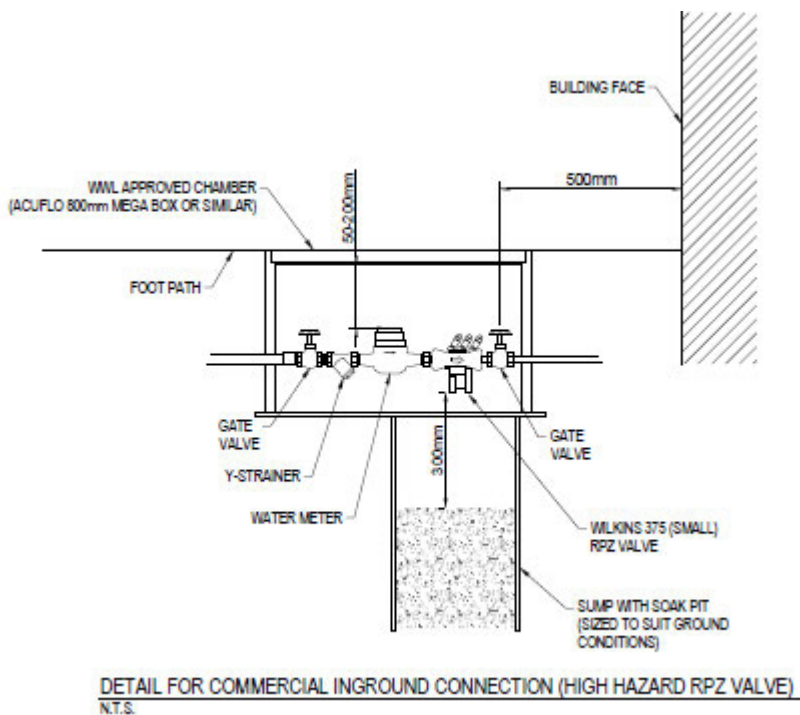 BUILDING FACE
500mm
WWL APPROVED CHAMBER
(ACUFLO 800mm MEGA BOX OR SIMILAR)
50-200mm
FOOT PATH
GATE
VALVE
GATE
VALVE
Y-STRAINER
300mm
WATER METER
WILKINS 375 (SMALL)
RPZ VALVE
SUMP WITH SOAK PIT
(SIZED TO SUIT GROUND
CONDITIONS)
DETAIL FOR COMMERCIAL INGROUND CONNECTION (HIGH HAZARD RPZ VALVE)
N.T.S.